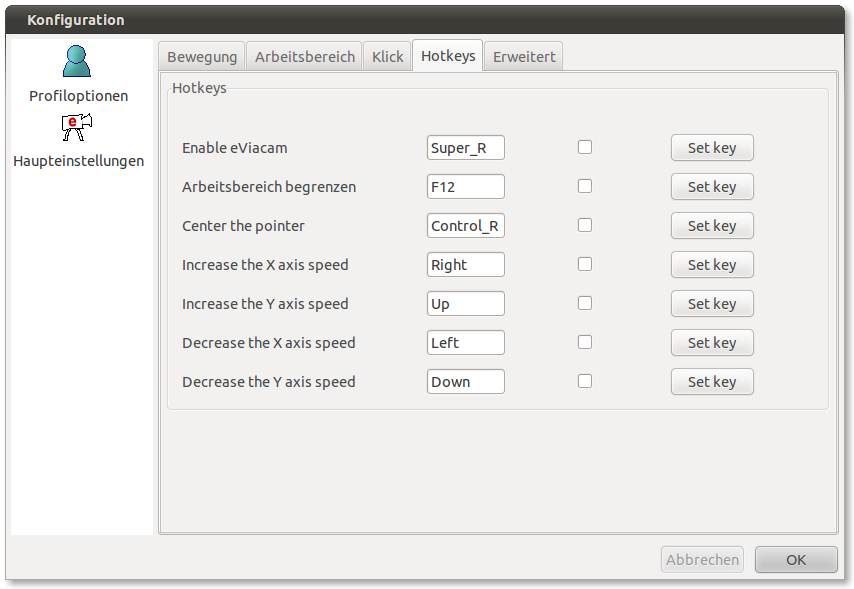 Konfiguration
Profiloptionen
e
Haupteinstellungen
Bewegung Arbeitsbereich Klick Hotkeys Erweitert
Hotkeys
Enable eViacam Super_R Set key
Arbeitsbereich begrenzen F12 Set key
Center the pointer Control_R Set key
Increase the X axis speed Right Set key
Increase the Y axis speed Up Set key
Decrease the X axis speed Left Set key
Decrease the Y axis speed Down Set key
Abbrechen OK